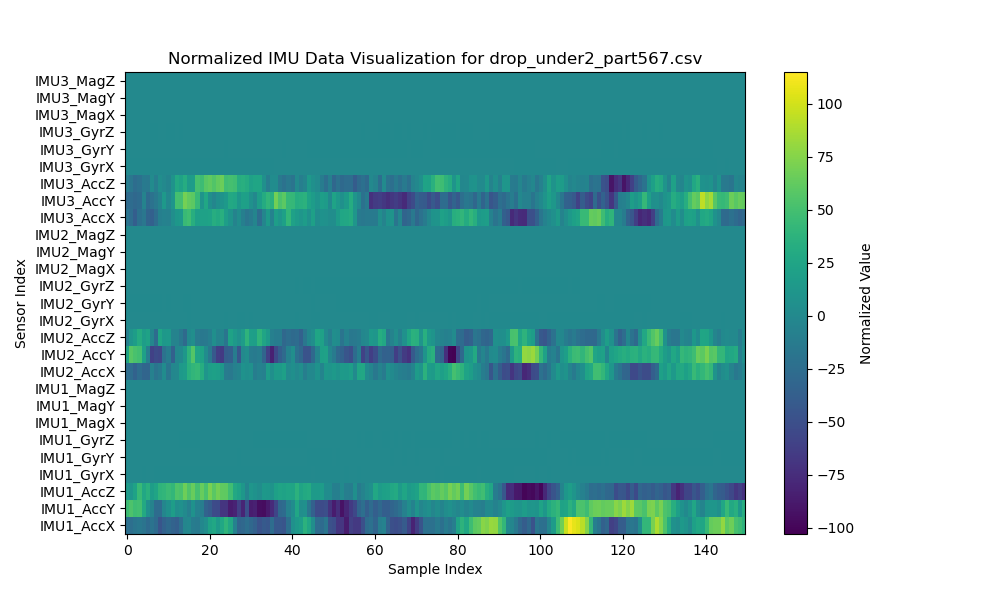 Normalized IMU Data Visualization for drop_under2_part567.csv
Sensor Index
IMU3_MagZ
IMU3_MagY
IMU3_MagX
IMU3_GyrZ
IMU3_GyrY
IMU3_GyrX
IMU3_AccZ
IMU3_AccY
IMU3_AccX
IMU2_MagZ
IMU2_MagY
IMU2_MagX
IMU2_GyrZ
IMU2_GyrY
IMU2_GyrX
IMU2_AccZ
IMU2_AccY
IMU2_AccX
IMU1_MagZ
IMU1_MagY
IMU1_MagX
IMU1_GyrZ
IMU1_GyrY
IMU1_GyrX
IMU1_AccZ
IMU1_AccY
IMU1_AccX
0 20 40 60 80 100 120 140
Sample Index
100
75
50
25
0
−25
−50
−75
−100
Normalized Value